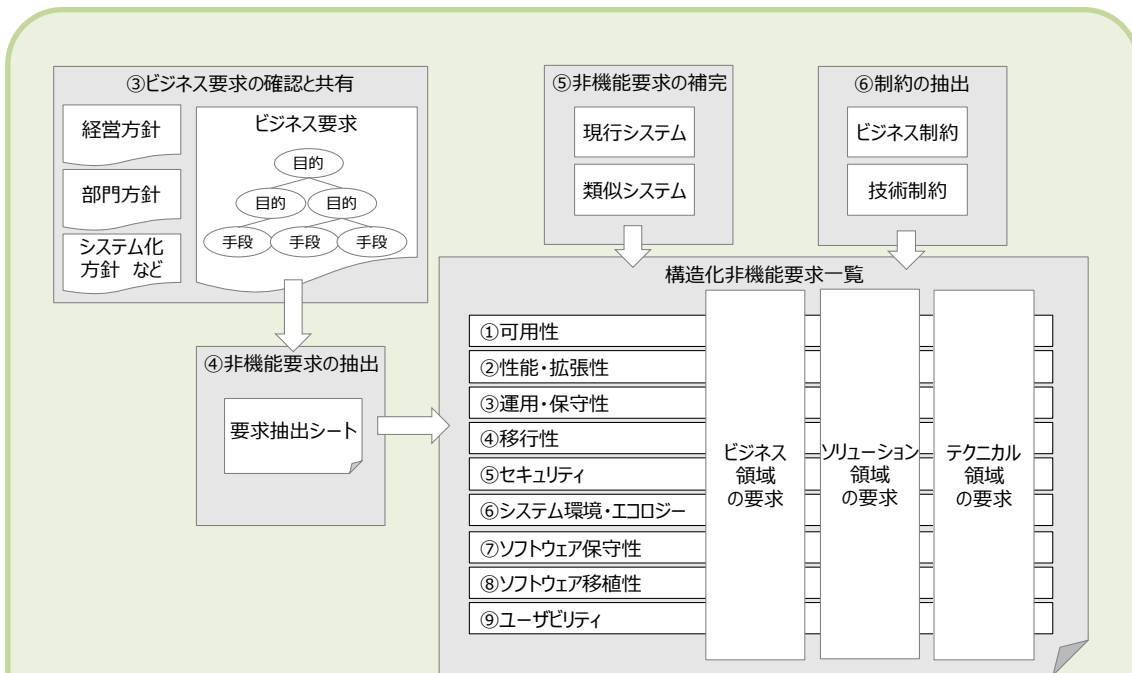 ③ビジネス要求の確認と共有
経営方針
部門方針
システム化
方針 など
ビジネス要求
目的
目的
目的
手段
手段
手段
④非機能要求の抽出
要求抽出シート
⑤非機能要求の補完
現行システム
類似システム
⑥制約の抽出
ビジネス制約
技術制約
構造化非機能要求一覧
①可用性
②性能・拡張性
③運用・保守性
④移行性
⑤セキュリティ
⑥システム環境・エコロジー
⑦ソフトウェア保守性
⑧ソフトウェア移植性
⑨ユーザビリティ
ビジネス
領域
の要求
ソリューション
領域
の要求
テクニカル
領域
の要求